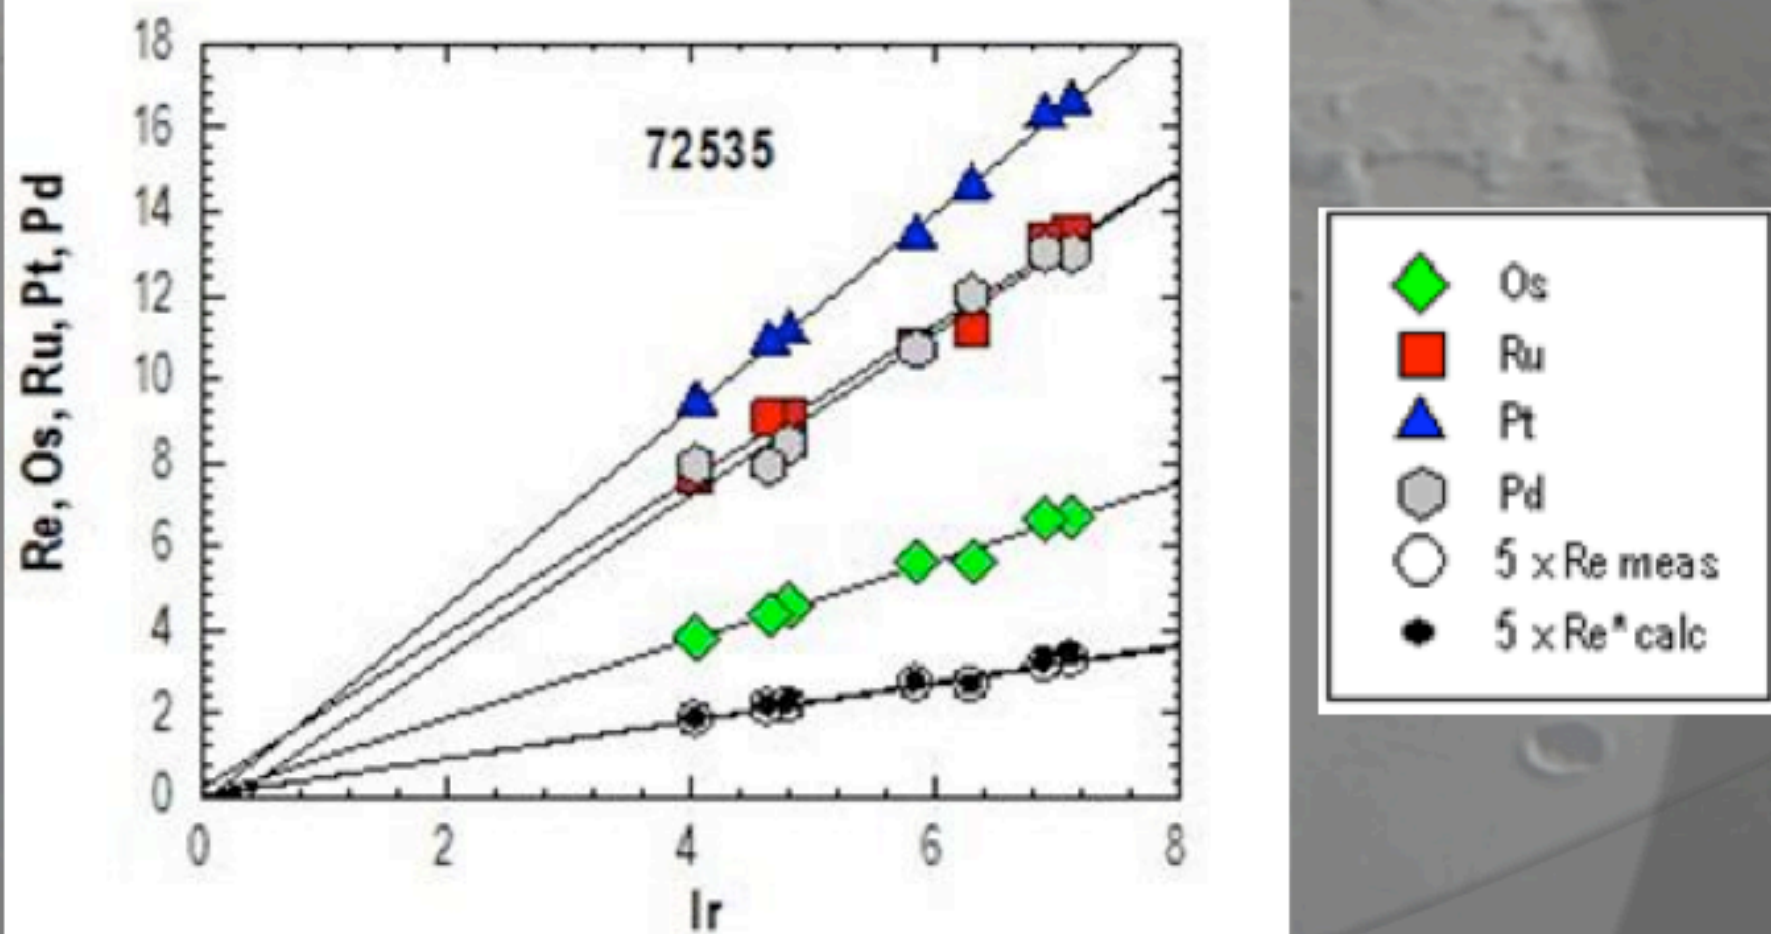 18
16
14
12
10
8
6
4
2
0
Re, Os, Ru, Pt, Pd
72535
0 2 4 6 8
Ir
Os
Ru
Pt
Pd
5 x Re meas
5 x Re* calc